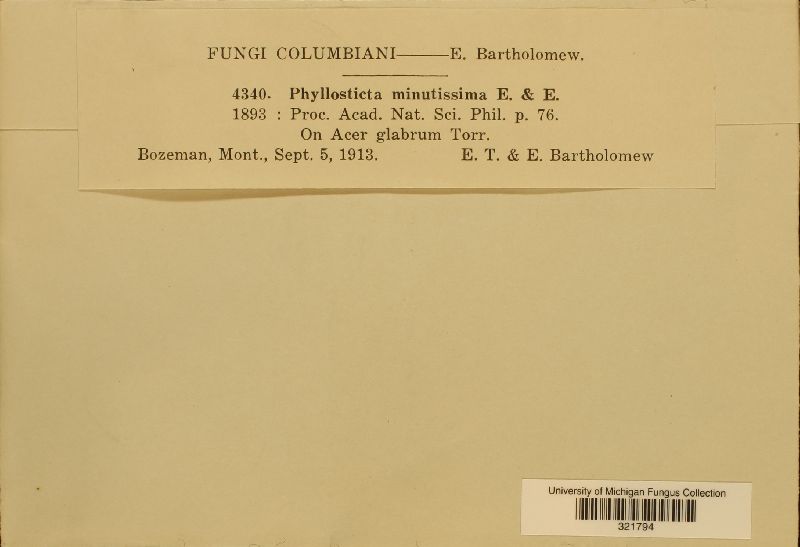 FUNGI COLUMBIANI——E. Bartholomew.
4340. Phyllosticta minutissima E. & E.
1893 : Proc. Acad. Nat. Sci. Phil. p. 76.
On Acer glabrum Torr.
Bozeman, Mont., Sept. 5, 1913. E. T. & E. Bartholomew
University of Michigan Fungus Collection
321794